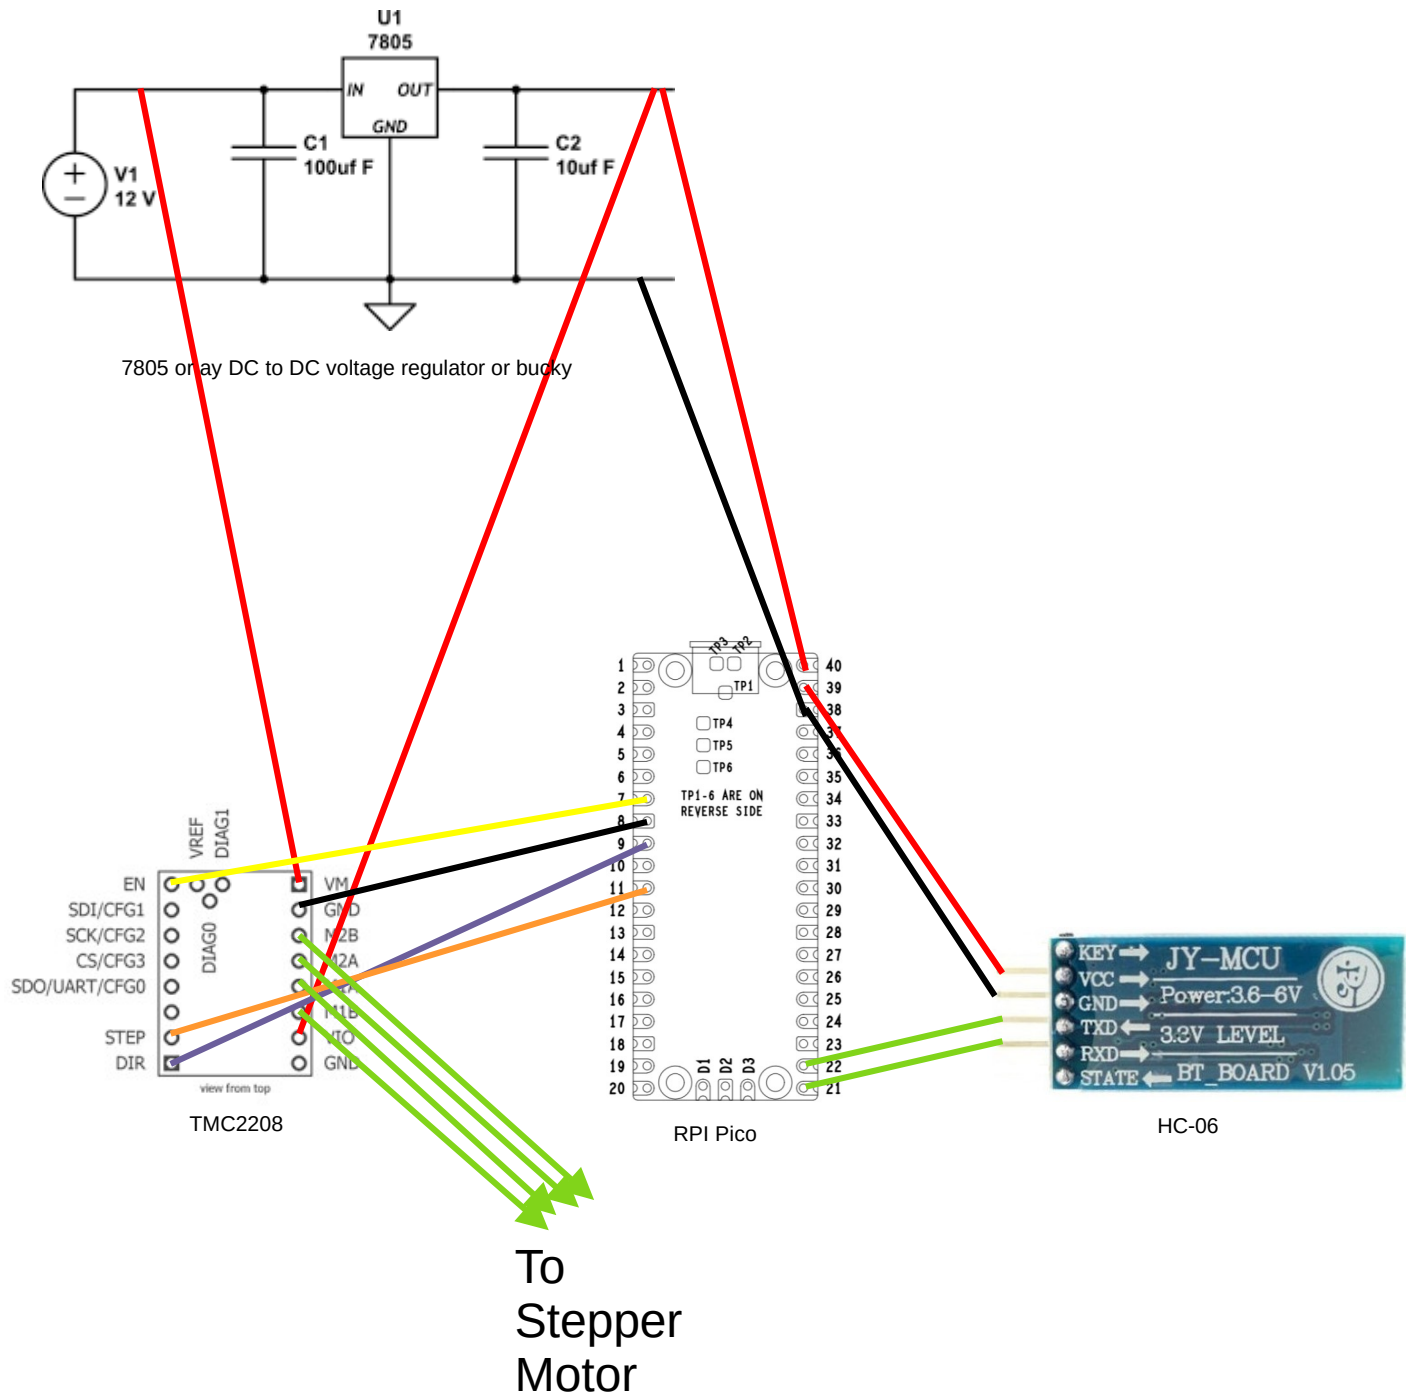 U1
7805
IN OUT
GND
C1
100uf F
C2
10uf F
V1
12 V
7805 or ay DC to DC voltage regulator or bucky
TP3 TP2
TP1
TP4
TP5
TP6
TP1-6 ARE ON
REVERSE SIDE
1
2
3
4
5
6
7
8
9
10
11
12
13
14
15
16
17
18
19
20
40
39
38
37
36
35
34
33
32
31
30
29
28
27
26
25
24
23
22
21
D1 D2 D3
RPI Pico
VREF
DIAG1
DIAG0
EN
SDI/CFG1
SCK/CFG2
CS/CFG3
SDO/UART/CFG0
STEP
DIR
VM
GND
M2B
M2A
M1A
M1B
VIO
GND
view from top
TMC2208
KEY
VCC
GND
TXD
RXD
STATE
JY-MCU
Power:3.6-6V
3.3V LEVEL
BT_BOARD V1.05
HC-06
To
Stepper
Motor